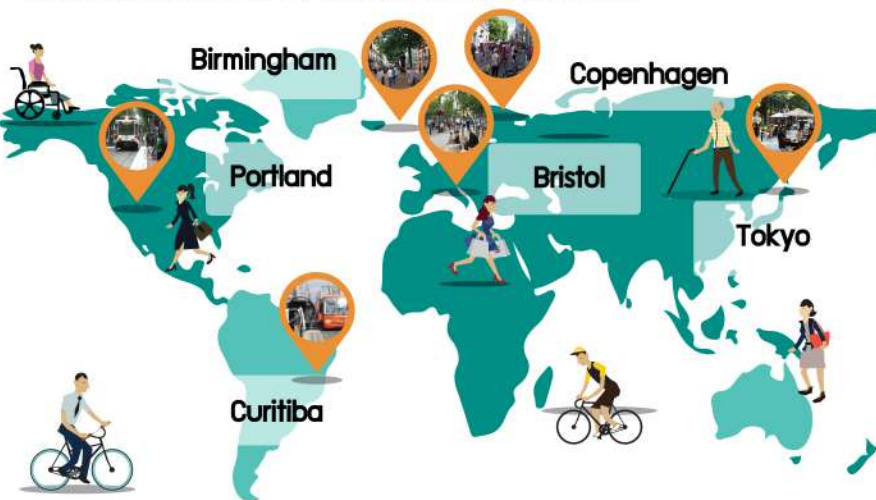 Birmingham
Copenhagen
Portland
Bristol
Tokyo
Curitiba